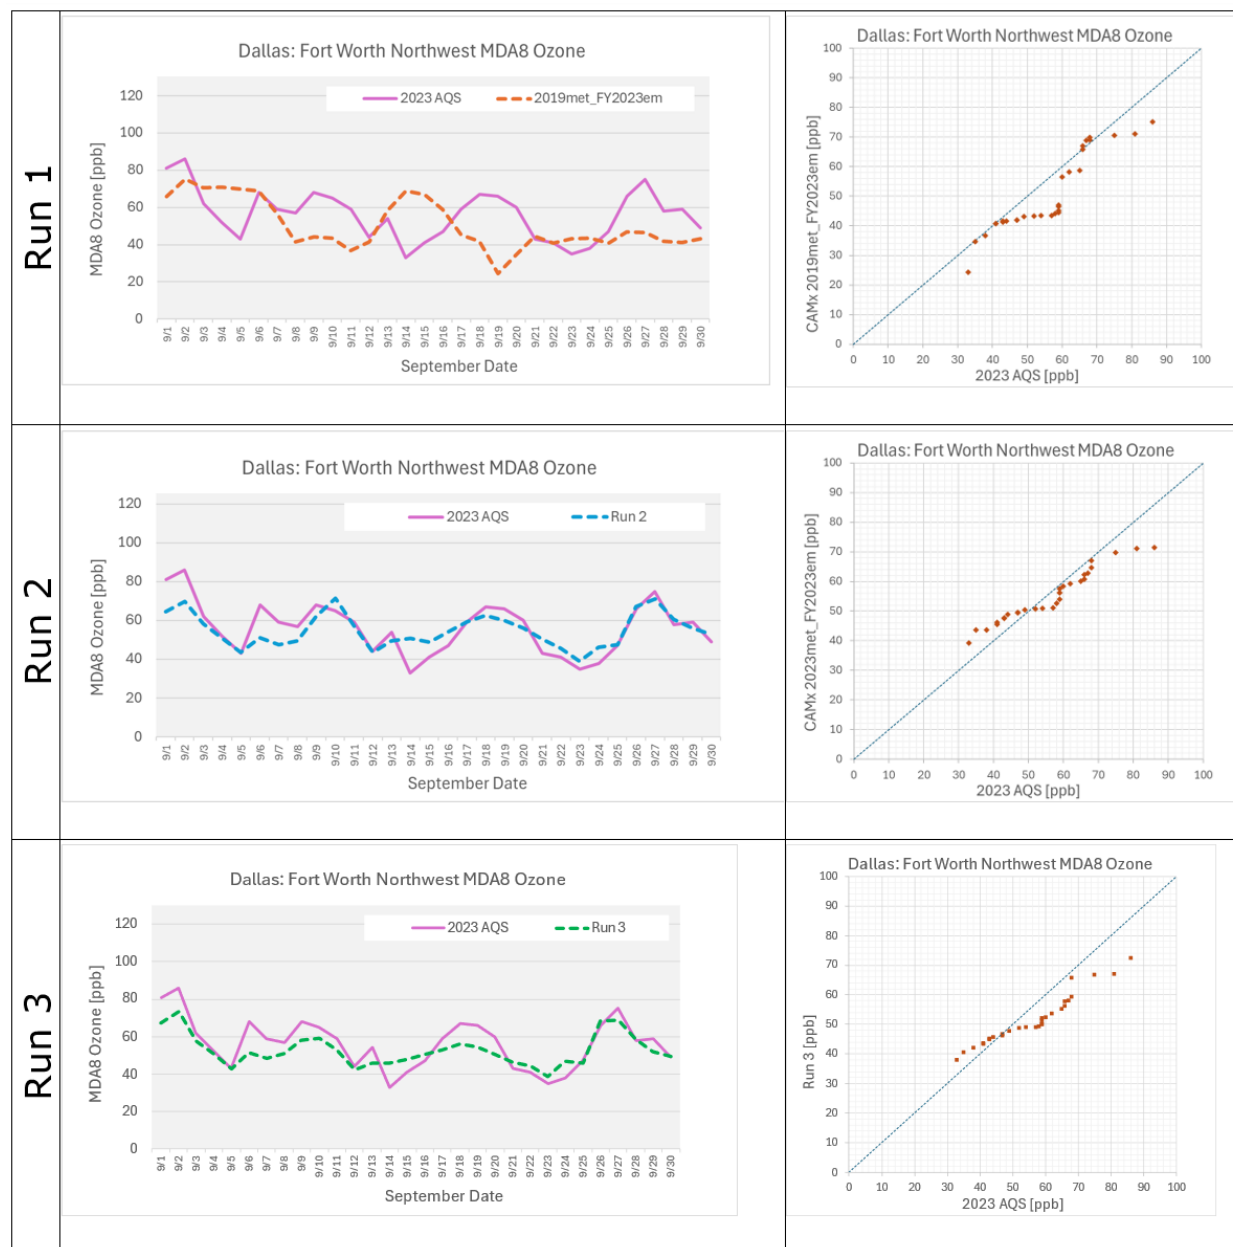 Run 1
Dallas: Fort Worth Northwest MDA8 Ozone
2023 AQS
2019met_FY2023em
MDA8 Ozone [ppb]
120
100
80
60
40
20
0
9/1 9/2 9/3 9/4 9/5 9/6 9/7 9/8 9/9 9/10 9/11 9/12 9/13 9/14 9/15 9/16 9/17 9/18 9/19 9/20 9/21 9/22 9/23 9/24 9/25 9/26 9/27 9/28 9/29 9/30
September Date
Dallas: Fort Worth Northwest MDA8 Ozone
CAMx 2019met_FY2023em [ppb]
100
90
80
70
60
50
40
30
20
10
0
0 10 20 30 40 50 60 70 80 90 100
2023 AQS [ppb]
Run 2
Dallas: Fort Worth Northwest MDA8 Ozone
2023 AQS
Run 2
MDA8 Ozone [ppb]
120
100
80
60
40
20
0
9/1 9/2 9/3 9/4 9/5 9/6 9/7 9/8 9/9 9/10 9/11 9/12 9/13 9/14 9/15 9/16 9/17 9/18 9/19 9/20 9/21 9/22 9/23 9/24 9/25 9/26 9/27 9/28 9/29 9/30
September Date
Dallas: Fort Worth Northwest MDA8 Ozone
CAMx 2023met_FY2023em [ppb]
100
90
80
70
60
50
40
30
20
10
0
0 10 20 30 40 50 60 70 80 90 100
2023 AQS [ppb]
Run 3
Dallas: Fort Worth Northwest MDA8 Ozone
2023 AQS
Run 3
MDA8 Ozone [ppb]
120
100
80
60
40
20
0
9/1 9/2 9/3 9/4 9/5 9/6 9/7 9/8 9/9 9/10 9/11 9/12 9/13 9/14 9/15 9/16 9/17 9/18 9/19 9/20 9/21 9/22 9/23 9/24 9/25 9/26 9/27 9/28 9/29 9/30
September Date
Dallas: Fort Worth Northwest MDA8 Ozone
Run 3 [ppb]
100
90
80
70
60
50
40
30
20
10
0
0 10 20 30 40 50 60 70 80 90 100
2023 AQS [ppb]